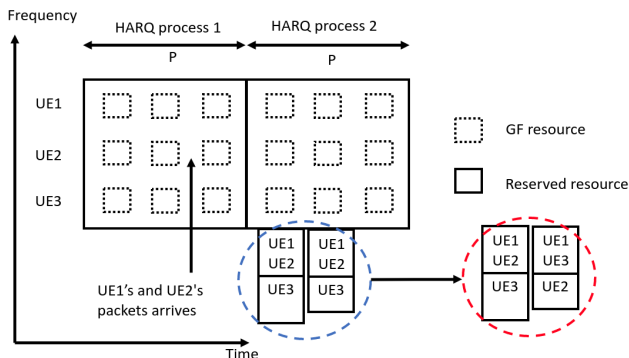 Frequency
HARQ process 1
HARQ process 2
P
P
UE1
UE2
UE3
GF resource
Reserved resource
UE1
UE2
UE3
UE1
UE2
UE3
UE1
UE2
UE3
UE1
UE3
UE2
UE1's and UE2's
packets arrives
Time